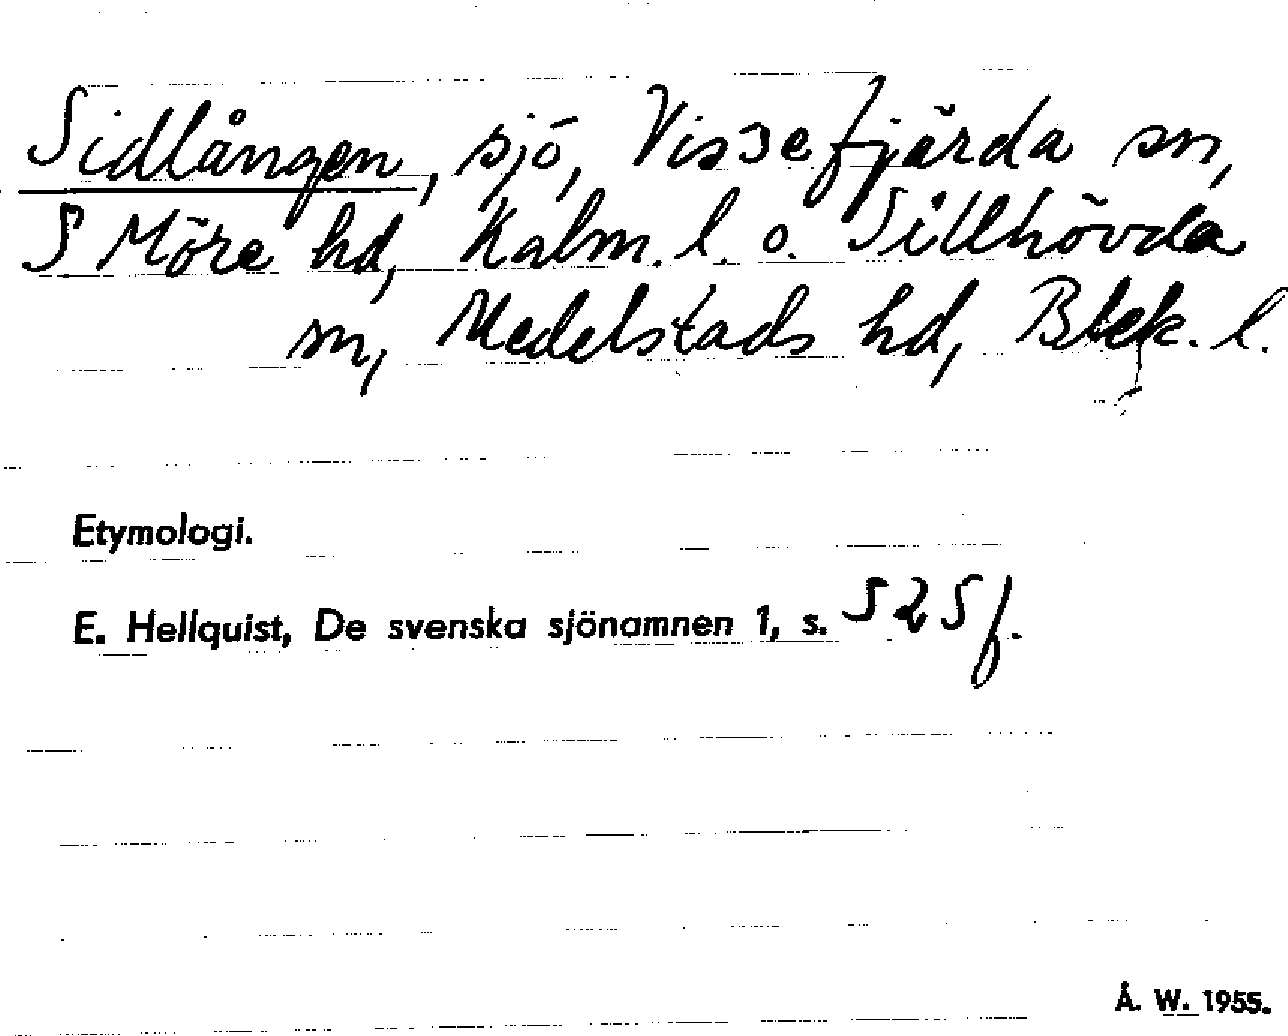 Sidlången, sjö, Vissefjärda sn,
S Möre hd, Kalm. l. o. Sillhövda
sn, Medelstads hd, Blek. l.
Etymologi.
E. Hellquist, De svenska sjönamnen 1, s. 525 f.
Å. W. 1955.